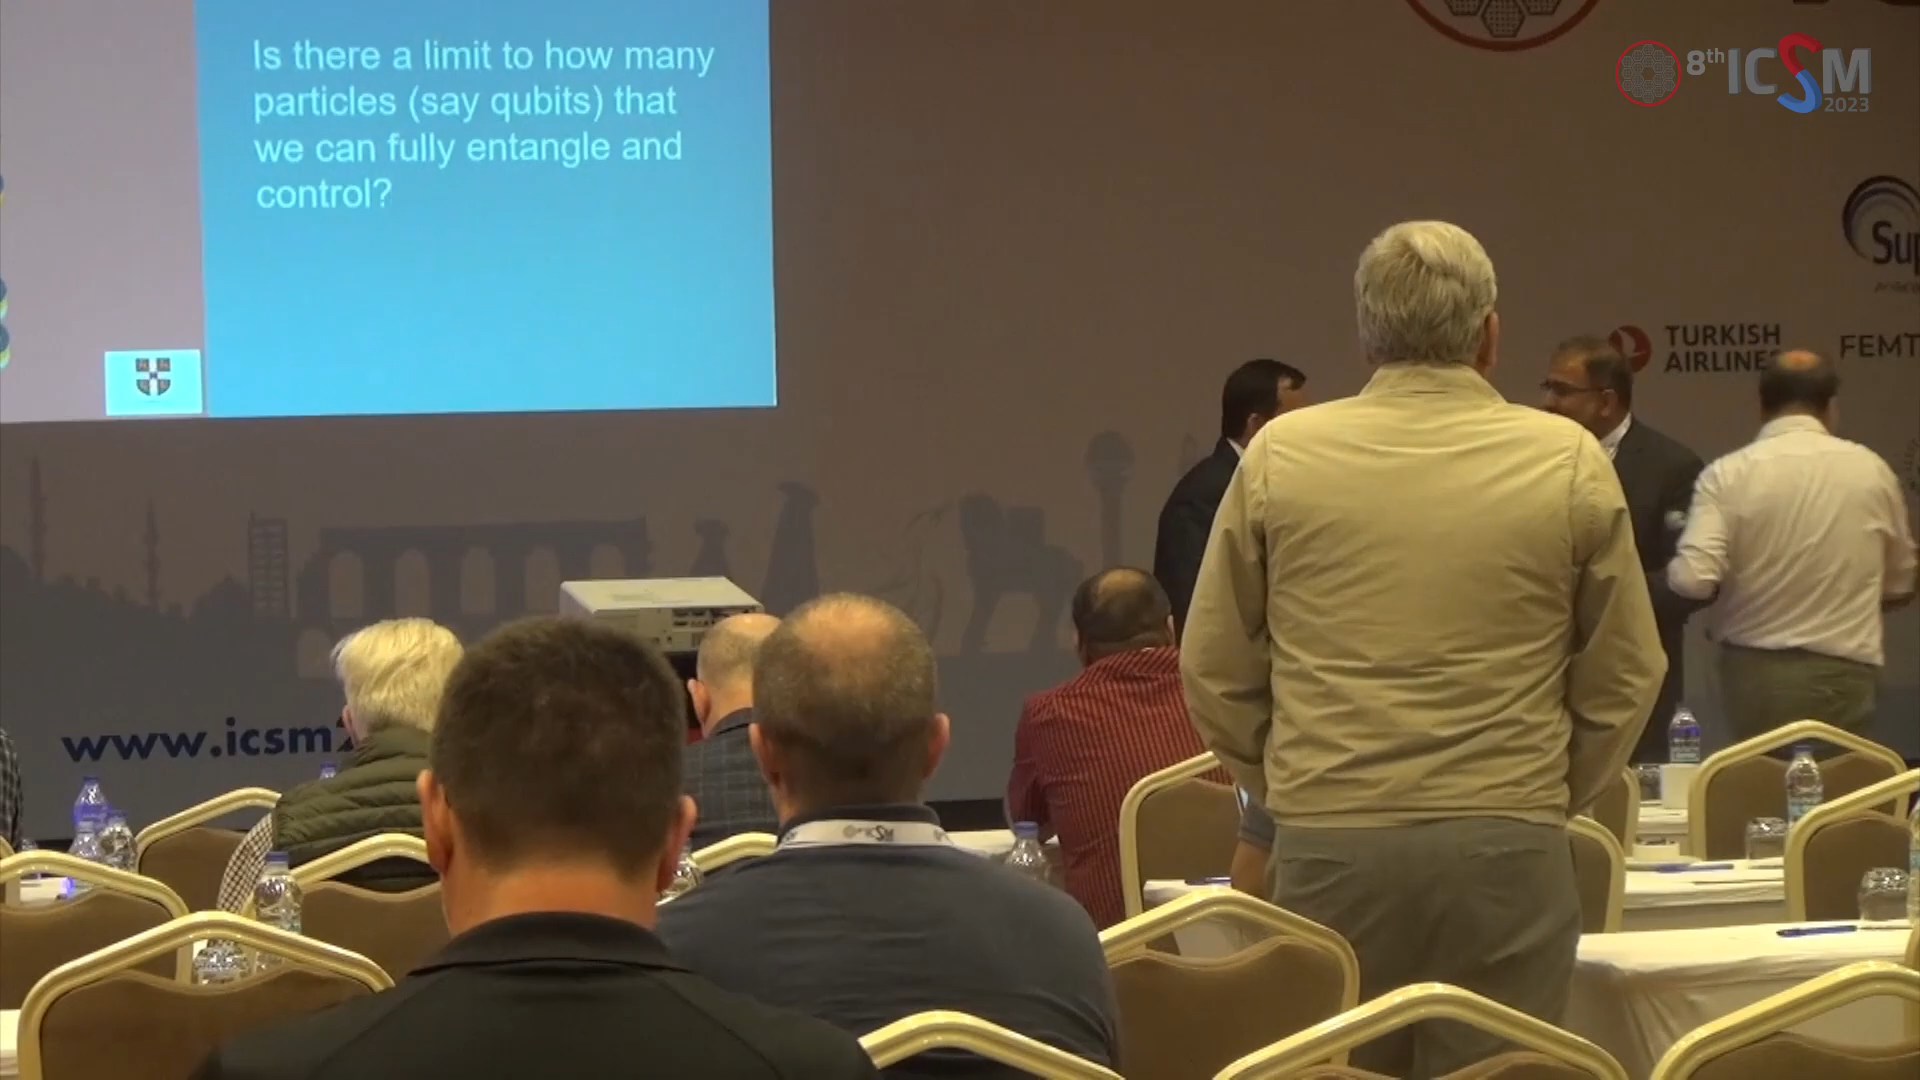 Is there a limit to how many
particles (say qubits) that
we can fully entangle and
control?
8th ICSM
2023
Sup
TURKISH
AIRLINES
FEMT
www.icsm
ICSM